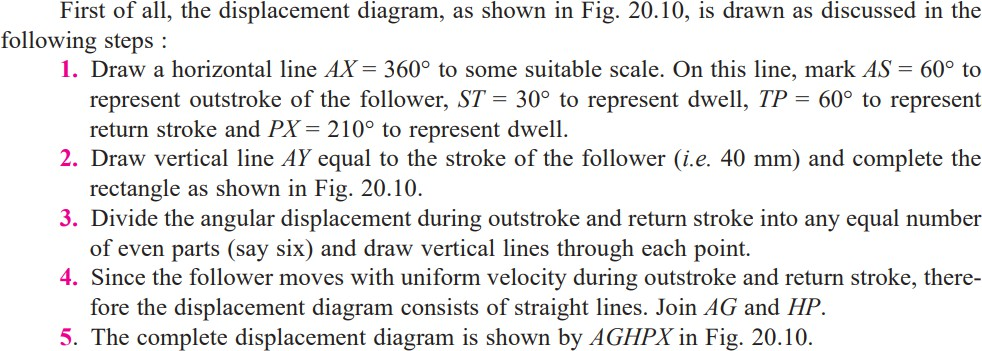 First of all, the displacement diagram, as shown in Fig. 20.10, is drawn as discussed in the
following steps :
1. Draw a horizontal line AX = 360° to some suitable scale. On this line, mark AS = 60° to
represent outstroke of the follower, ST = 30° to represent dwell, TP = 60° to represent
return stroke and PX = 210° to represent dwell.
2. Draw vertical line AY equal to the stroke of the follower (i.e. 40 mm) and complete the
rectangle as shown in Fig. 20.10.
3. Divide the angular displacement during outstroke and return stroke into any equal number
of even parts (say six) and draw vertical lines through each point.
4. Since the follower moves with uniform velocity during outstroke and return stroke, there-
fore the displacement diagram consists of straight lines. Join AG and HP.
5. The complete displacement diagram is shown by AGHPX in Fig. 20.10.